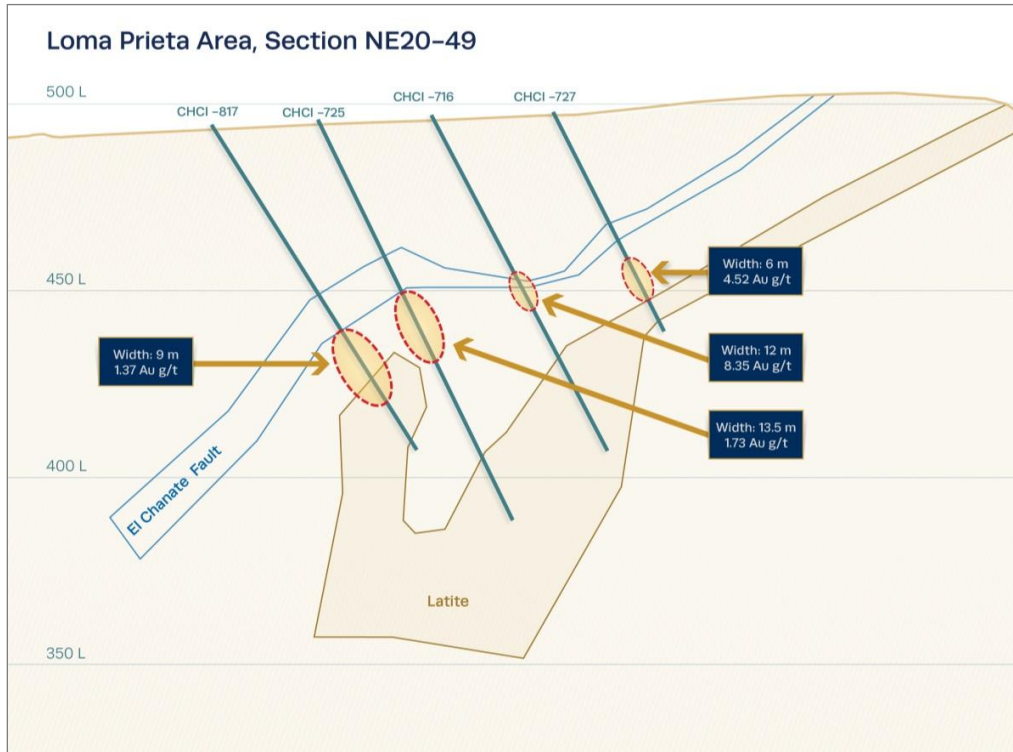 Loma Prieta Area, Section NE20-49
500 L
CHCI -817
CHCI -725
CHCI -716
CHCI -727
450 L
Width: 6 m
4.52 Au g/t
Width: 9 m
1.37 Au g/t
Width: 12 m
8.35 Au g/t
Width: 13.5 m
1.73 Au g/t
400 L
El Chanate Fault
Latite
350 L